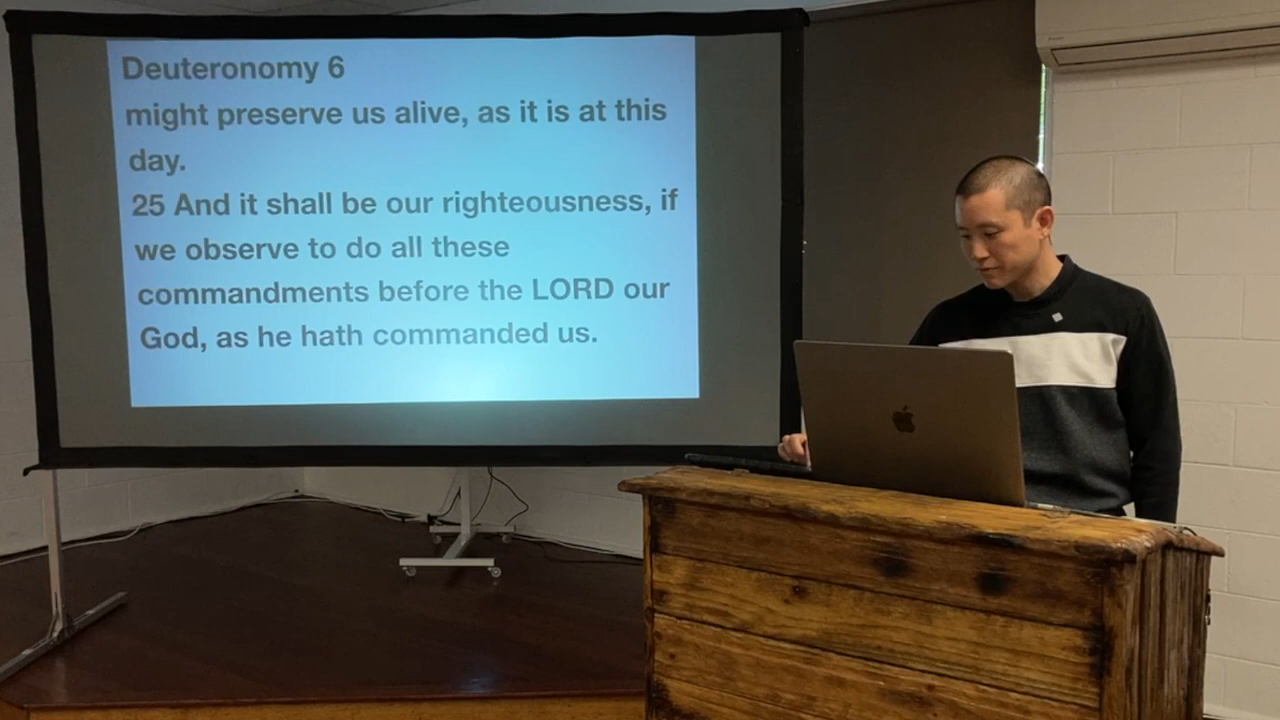 Deuteronomy 6
might preserve us alive, as it is at this
day.
25 And it shall be our righteousness, if
we observe to do all these
commandments before the LORD our
God, as he hath commanded us.